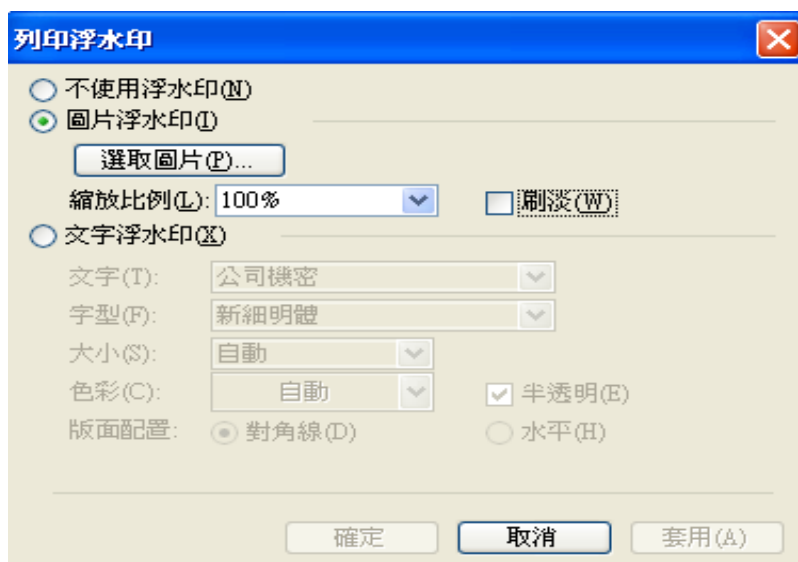 列印浮水印
不使用浮水印(N)
圖片浮水印(I)
選取圖片(P)...
縮放比例(L): 100% 刷淡(W)
文字浮水印(X)
文字(T): 公司機密
字型(F): 新細明體
大小(S): 自動
色彩(C): 自動 半透明(E)
版面配置: 對角線(D) 水平(H)
確定 取消 套用(A)